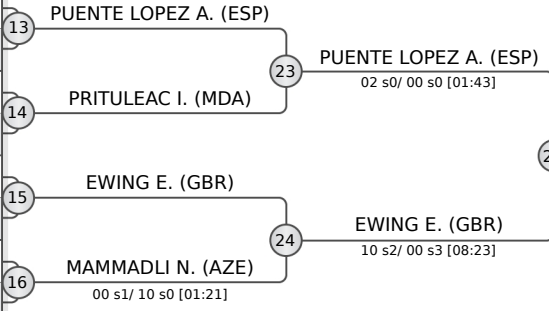 PUENTE LOPEZ A. (ESP)
13
23
PUENTE LOPEZ A. (ESP)
02 s0/ 00 s0 [01:43]
PRITULEAC I. (MDA)
14
EWING E. (GBR)
15
24
EWING E. (GBR)
10 s2/ 00 s3 [08:23]
MAMMADLI N. (AZE)
16
00 s1/ 10 s0 [01:21]